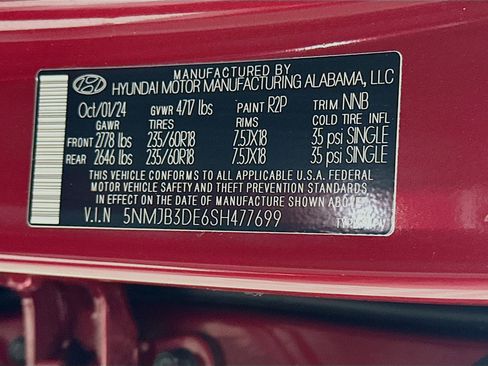 MANUFACTURED BY
HYUNDAI MOTOR MANUFACTURING ALABAMA, LLC
Oct/01/24 GVWR 4717 lbs PAINT R2P TRIM NNB
GAWR TIRES RIMS COLD TIRE INFL
FRONT 2778 lbs 235/60R18 7.5JX18 35 psi SINGLE
REAR 2646 lbs 235/60R18 7.5JX18 35 psi SINGLE
THIS VEHICLE CONFORMS TO ALL APPLICABLE U.S.A. FEDERAL
MOTOR VEHICLE SAFETY AND THEFT PREVENTION STANDARDS
IN EFFECT ON THE DATE OF MANUFACTURE SHOWN ABOVE.
V.I.N 5NMJB3DE6SH477699